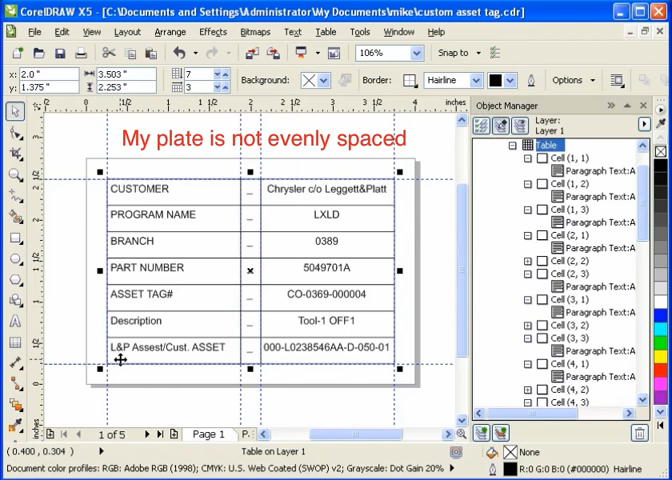 CorelDRAW X5 - [C:\Documents and Settings\Administrator\My Documents\mike\custom asset tag.cdr]
File Edit View Layout Arrange Effects Bitmaps Text Table Tools Window Help
106% Snap to
x: 2.0 " 3.503 " 7 Background: Border: Hairline Options
y: 1.375 " 2.253 " 3
inches
Object Manager
Layer:
Layer 1
My plate is not evenly spaced
CUSTOMER _ Chrysler c/o Leggett&Platt
PROGRAM NAME _ LXLD
BRANCH _ 0389
PART NUMBER 5049701A
ASSET TAG# _ CO-0369-000004
Description _ Tool-1 OFF1
L&P Assest/Cust. ASSET _ 000-L0238546AA-D-050-01
Table
Cell (1, 1)
Paragraph Text:A
Cell (1, 2)
Cell (1, 3)
Paragraph Text:A
Cell (2, 1)
Paragraph Text:A
Cell (2, 2)
Cell (2, 3)
Paragraph Text:A
Cell (3, 1)
Paragraph Text:A
Cell (3, 2)
Cell (3, 3)
Paragraph Text:A
Cell (4, 1)
Paragraph Text:A
Cell (4, 2)
Cell (4, 3)
1 of 5 Page 1 P.
(0.400, 0.304) Table on Layer 1 None
Document color profiles: RGB: Adobe RGB (1998); CMYK: U.S. Web Coated (SWOP) v2; Grayscale: Dot Gain 20% R:0 G:0 B:0 (#000000) Hairline